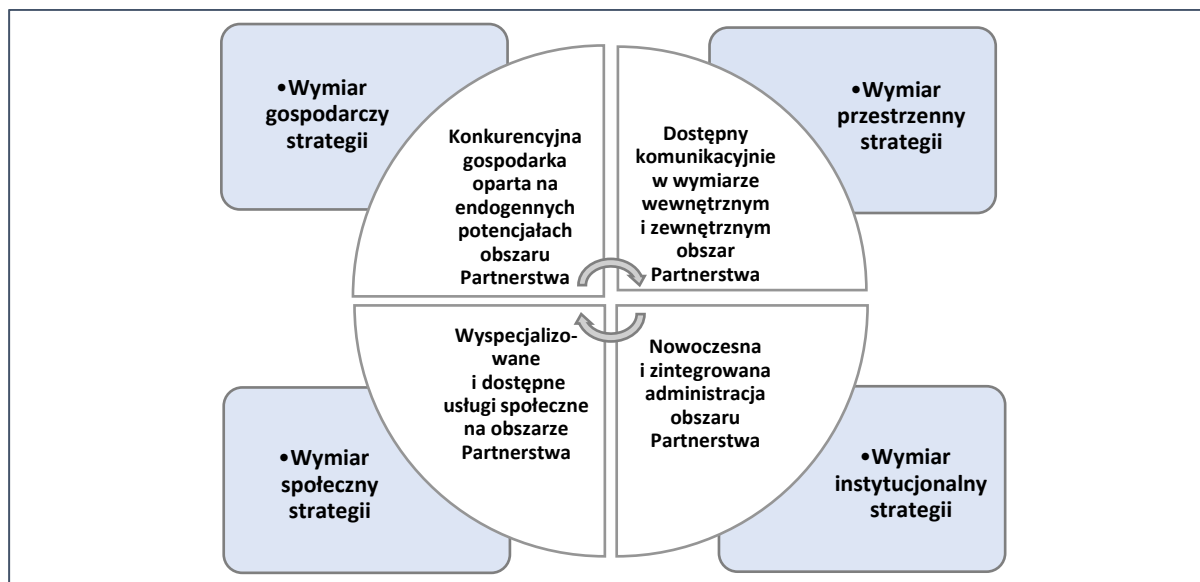 •Wymiar
gospodarczy
strategii
•Wymiar
przestrzenny
strategii
Konkurencyjna
gospodarka
oparta na
endogennych
potencjałach
obszaru
Partnerstwa
Dostępny
komunikacyjnie
w wymiarze
wewnętrznym
i zewnętrznym
obszar
Partnerstwa
Wyspecjalizo-
wane
i dostępne
usługi społeczne
na obszarze
Partnerstwa
Nowoczesna
i zintegrowana
administracja
obszaru
Partnerstwa
•Wymiar
społeczny
strategii
•Wymiar
instytucjonalny
strategii